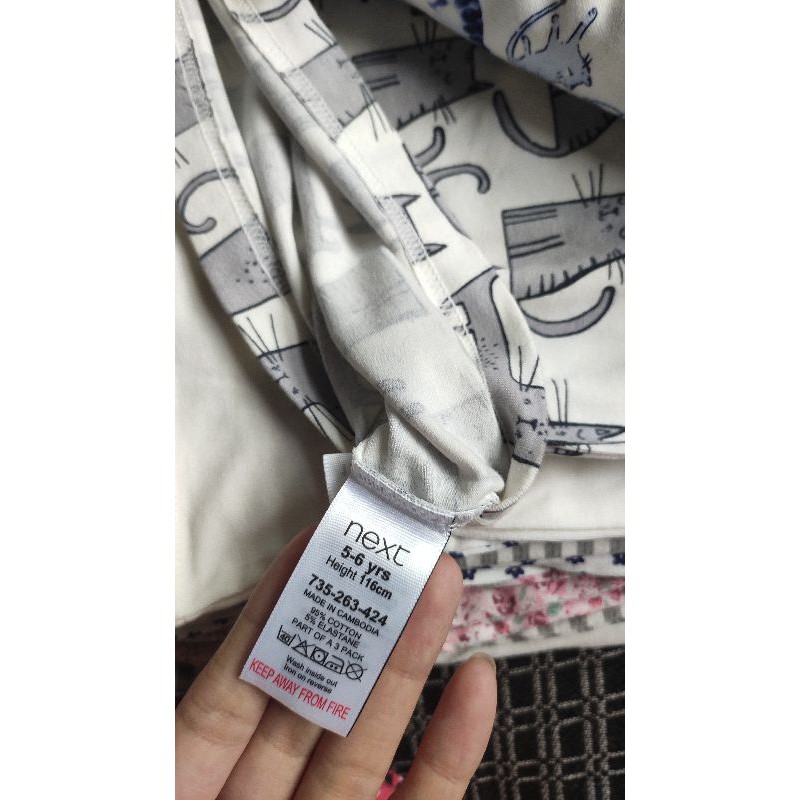 next
5-6 yrs
Height 116cm
735-263-424
MADE IN CAMBODIA
95% COTTON
5% ELASTANE
PART OF A 3 PACK
40
Wash inside out
Iron on reverse
KEEP AWAY FROM FIRE